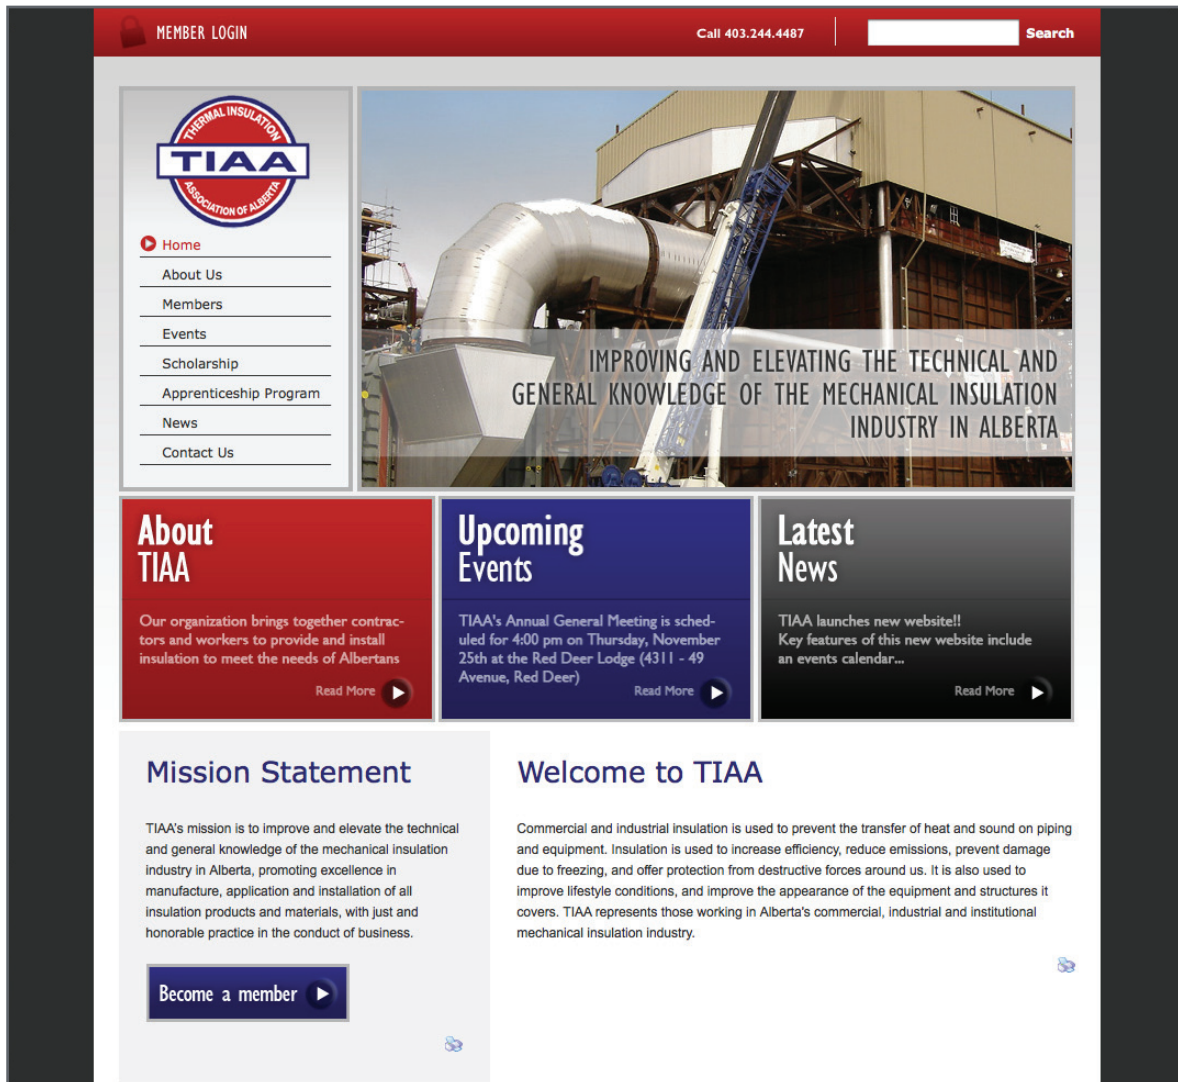 MEMBER LOGIN
Call 403.244.4487
Search
THERMAL INSULATION
TIAA
ASSOCIATION OF ALBERTA
Home
About Us
Members
Events
Scholarship
Apprenticeship Program
News
Contact Us
IMPROVING AND ELEVATING THE TECHNICAL AND
GENERAL KNOWLEDGE OF THE MECHANICAL INSULATION
INDUSTRY IN ALBERTA
About
TIAA
Our organization brings together contrac-
tors and workers to provide and install
insulation to meet the needs of Albertans
Read More
Upcoming
Events
TIAA's Annual General Meeting is sched-
uled for 4:00 pm on Thursday, November
25th at the Red Deer Lodge (4311 - 49
Avenue, Red Deer)
Read More
Latest
News
TIAA launches new website!!
Key features of this new website include
an events calendar...
Read More
Mission Statement
TIAA's mission is to improve and elevate the technical
and general knowledge of the mechanical insulation
industry in Alberta, promoting excellence in
manufacture, application and installation of all
insulation products and materials, with just and
honorable practice in the conduct of business.
Become a member
Welcome to TIAA
Commercial and industrial insulation is used to prevent the transfer of heat and sound on piping
and equipment. Insulation is used to increase efficiency, reduce emissions, prevent damage
due to freezing, and offer protection from destructive forces around us. It is also used to
improve lifestyle conditions, and improve the appearance of the equipment and structures it
covers. TIAA represents those working in Alberta's commercial, industrial and institutional
mechanical insulation industry.